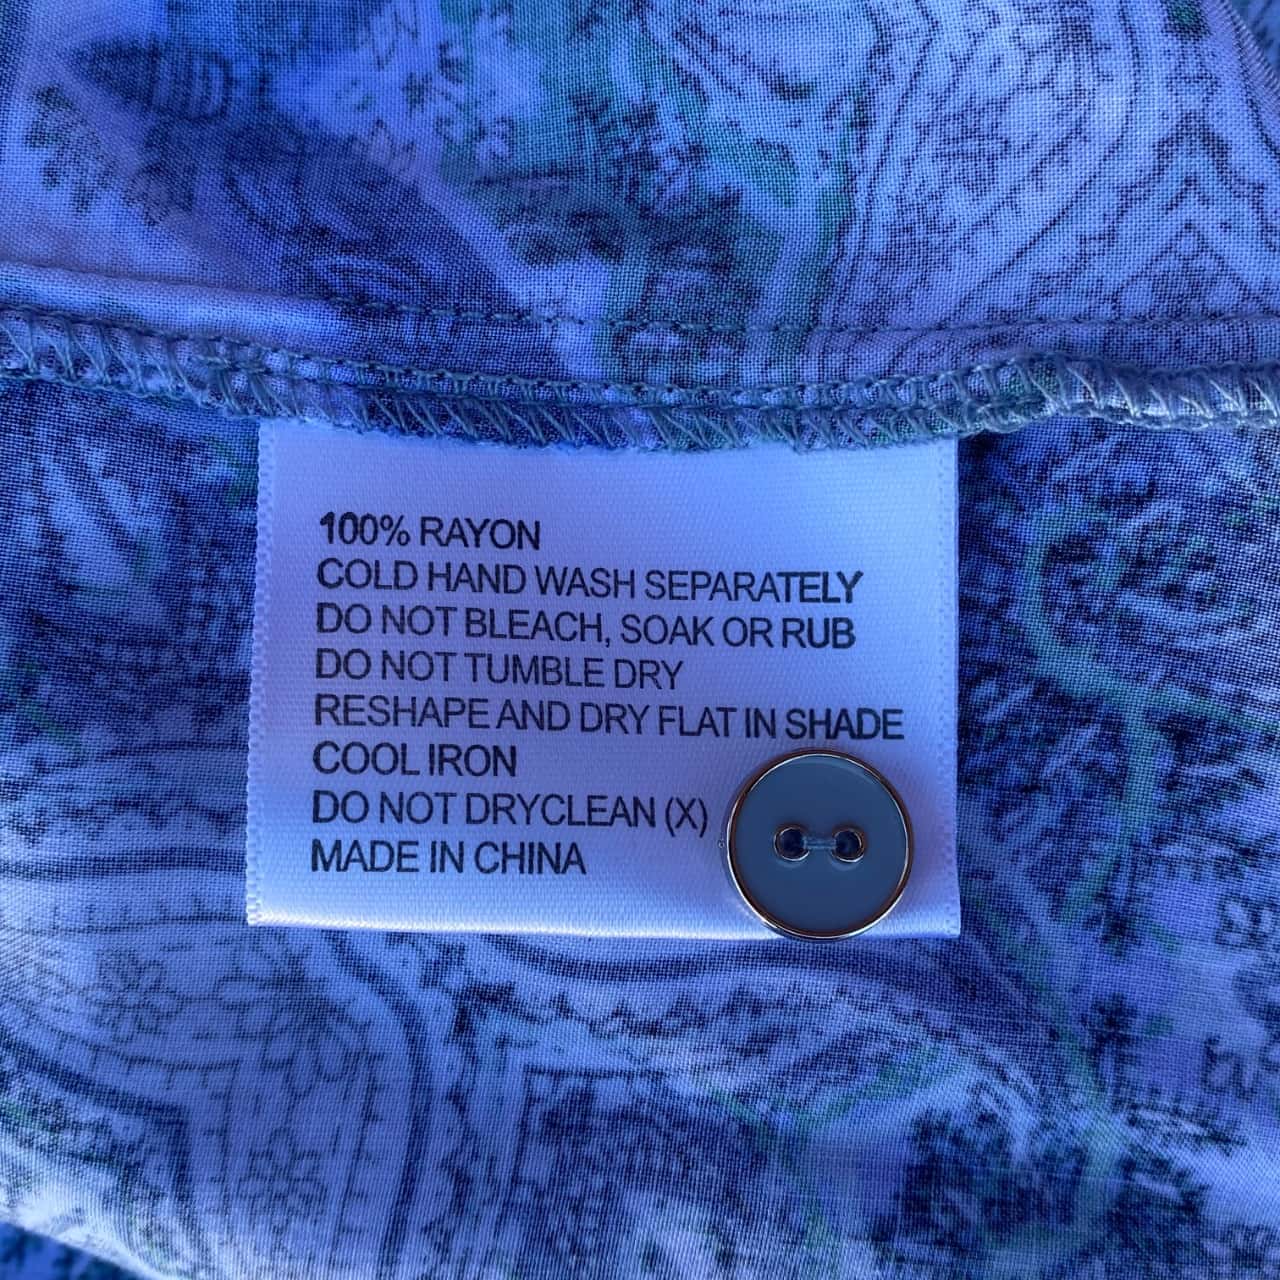 100% RAYON
COLD HAND WASH SEPARATELY
DO NOT BLEACH, SOAK OR RUB
DO NOT TUMBLE DRY
RESHAPE AND DRY FLAT IN SHADE
COOL IRON
DO NOT DRYCLEAN (X)
MADE IN CHINA